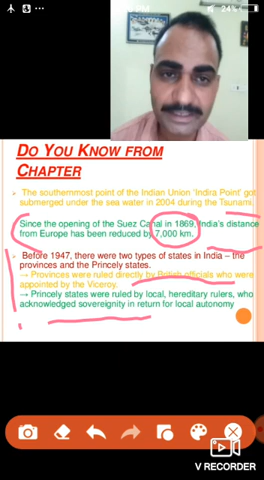 24%
DO YOU KNOW FROM
CHAPTER
The southernmost point of the Indian Union 'Indira Point' got
submerged under the sea water in 2004 during the Tsunami.
Since the opening of the Suez Canal in 1869, India's distance
from Europe has been reduced by 7,000 km.
Before 1947, there were two types of states in India – the
provinces and the Princely states.
→ Provinces were ruled directly by British officials who were
appointed by the Viceroy.
→ Princely states were ruled by local, hereditary rulers, who
acknowledged sovereignity in return for local autonomy
V RECORDER